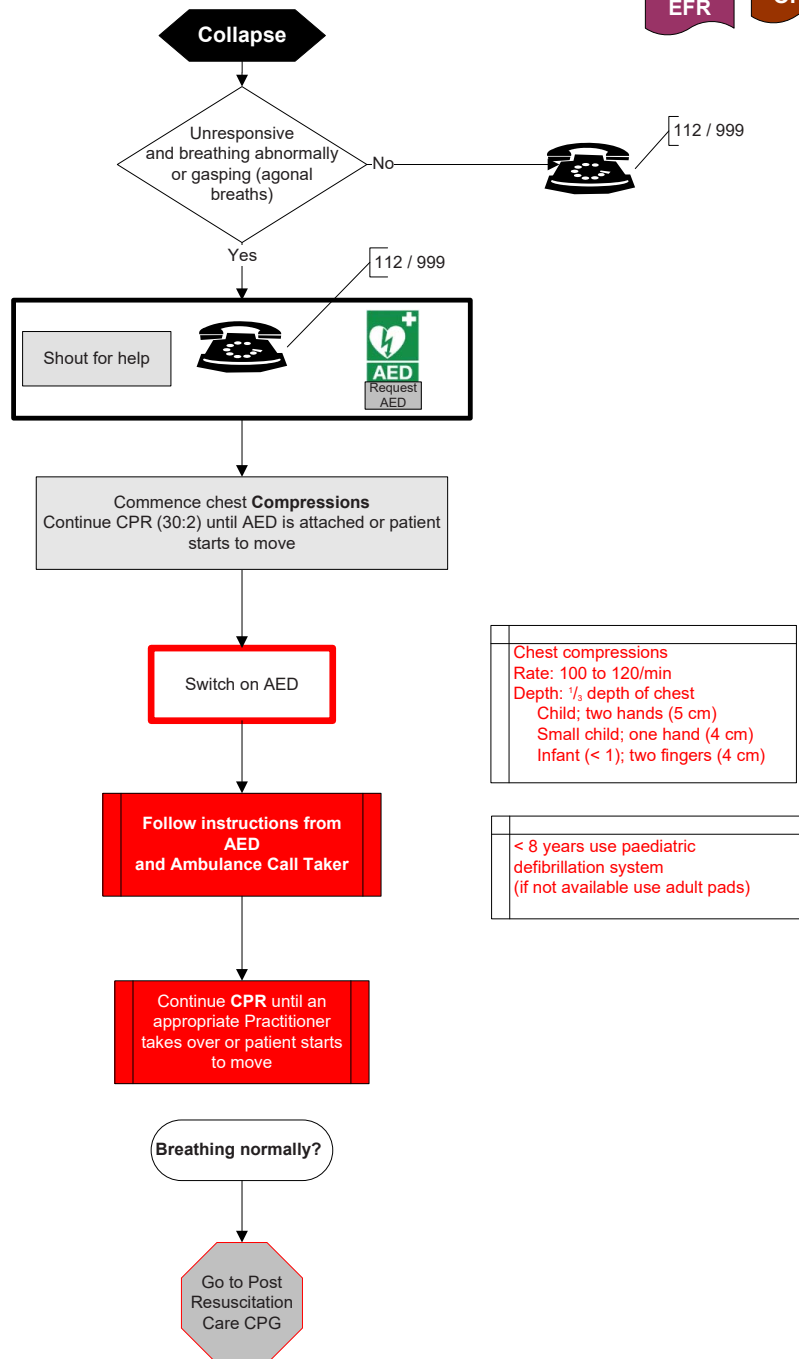 EFR
Collapse
Unresponsive
and breathing abnormally
or gasping (agonal
breaths)
No
112 / 999
Yes
112 / 999
Shout for help
AED
Request
AED
Commence chest Compressions
Continue CPR (30:2) until AED is attached or patient
starts to move
Switch on AED
Chest compressions
Rate: 100 to 120/min
Depth: 1/3 depth of chest
Child; two hands (5 cm)
Small child; one hand (4 cm)
Infant (< 1); two fingers (4 cm)
Follow instructions from
AED
and Ambulance Call Taker
< 8 years use paediatric
defibrillation system
(if not available use adult pads)
Continue CPR until an
appropriate Practitioner
takes over or patient starts
to move
Breathing normally?
Go to Post
Resuscitation
Care CPG